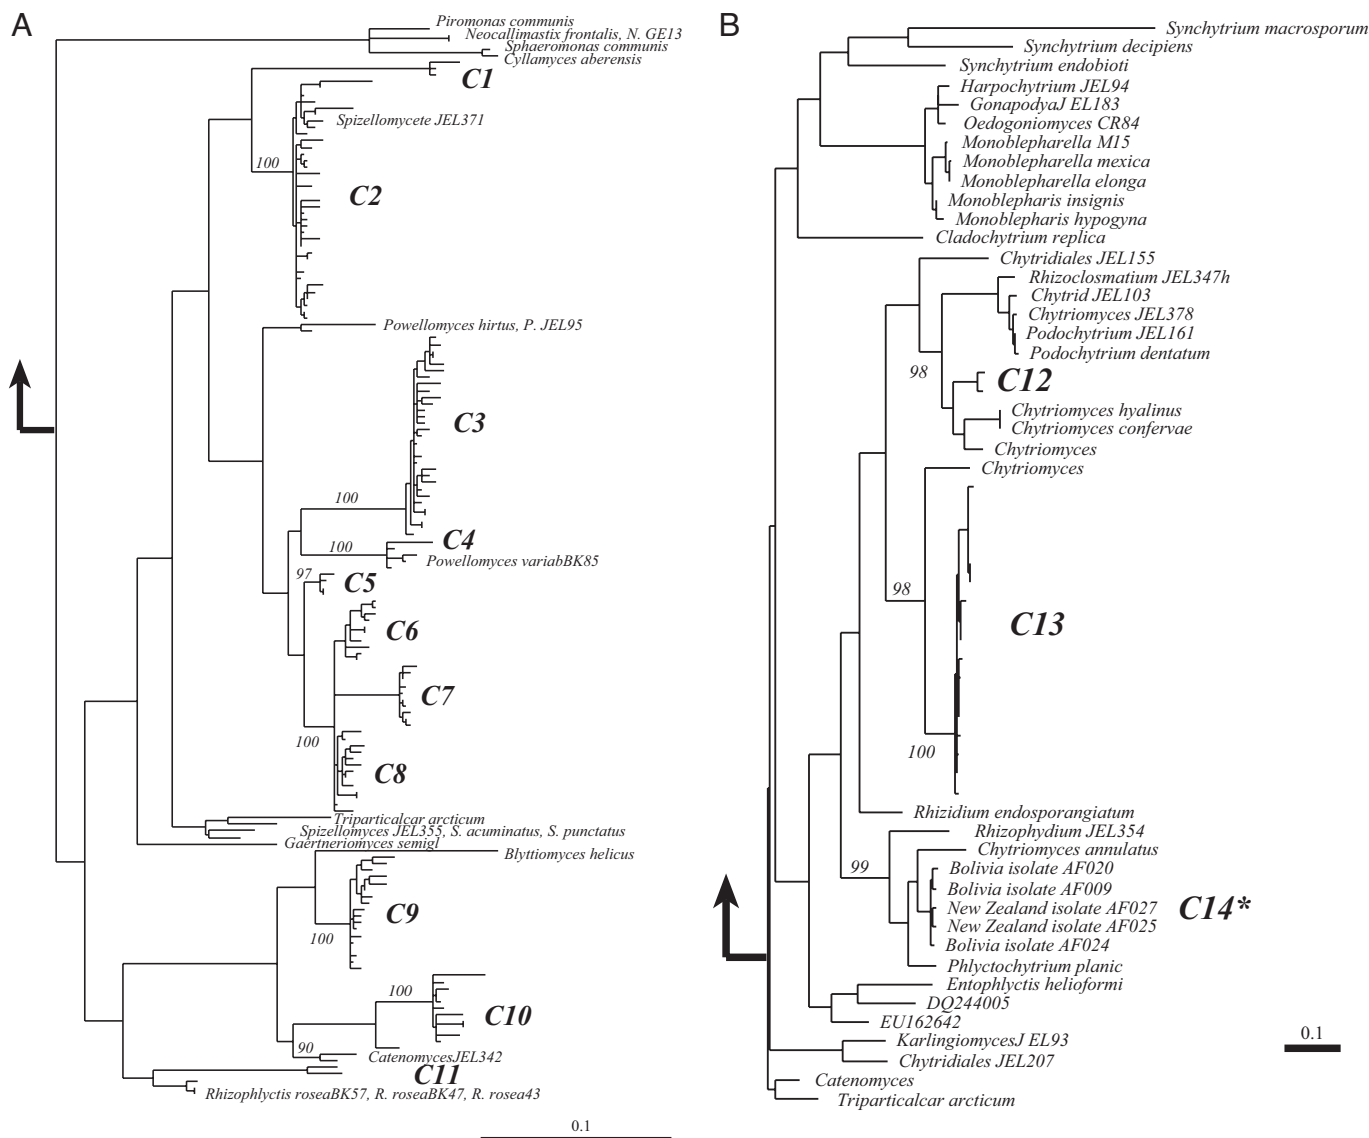 A
Piromonas communis
Neocallimastix frontalis, N. GE13
Sphaeromonas communis
Cyllamyces aberensis
C1
Spizellomycete JEL371
100
C2
Powellomyces hirtus, P. JEL95
C3
100
C4
100
Powellomyces variabBK85
97
C5
C6
C7
100
C8
Triparticalcar arcticum
Spizellomyces JEL355, S. acuminatus, S. punctatus
Gaertneriomyces semigl
Blyttiomyces helicus
C9
100
100
C10
90
CatenomycesJEL342
C11
Rhizophlyctis roseaBK57, R. roseaBK47, R. rosea43
0.1
B
Synchytrium macrosporum
Synchytrium decipiens
Synchytrium endobioti
Harpochytrium JEL94
GonapodyaJ EL183
Oedogoniomyces CR84
Monoblepharella M15
Monoblepharella mexica
Monoblepharella elonga
Monoblepharis insignis
Monoblepharis hypogyna
Cladochytrium replica
Chytridiales JEL155
Rhizoclosmatium JEL347h
Chytrid JEL103
Chytriomyces JEL378
Podochytrium JEL161
Podochytrium dentatum
98
C12
Chytriomyces hyalinus
Chytriomyces confervae
Chytriomyces
Chytriomyces
98
C13
100
Rhizidium endosporangiatum
Rhizophydium JEL354
Chytriomyces annulatus
99
Bolivia isolate AF020
Bolivia isolate AF009
New Zealand isolate AF027
C14*
New Zealand isolate AF025
Bolivia isolate AF024
Phlyctochytrium planic
Entophlyctis helioformi
DQ244005
EU162642
KarlingiomycesJ EL93
Chytridiales JEL207
Catenomyces
Triparticalcar arcticum
0.1